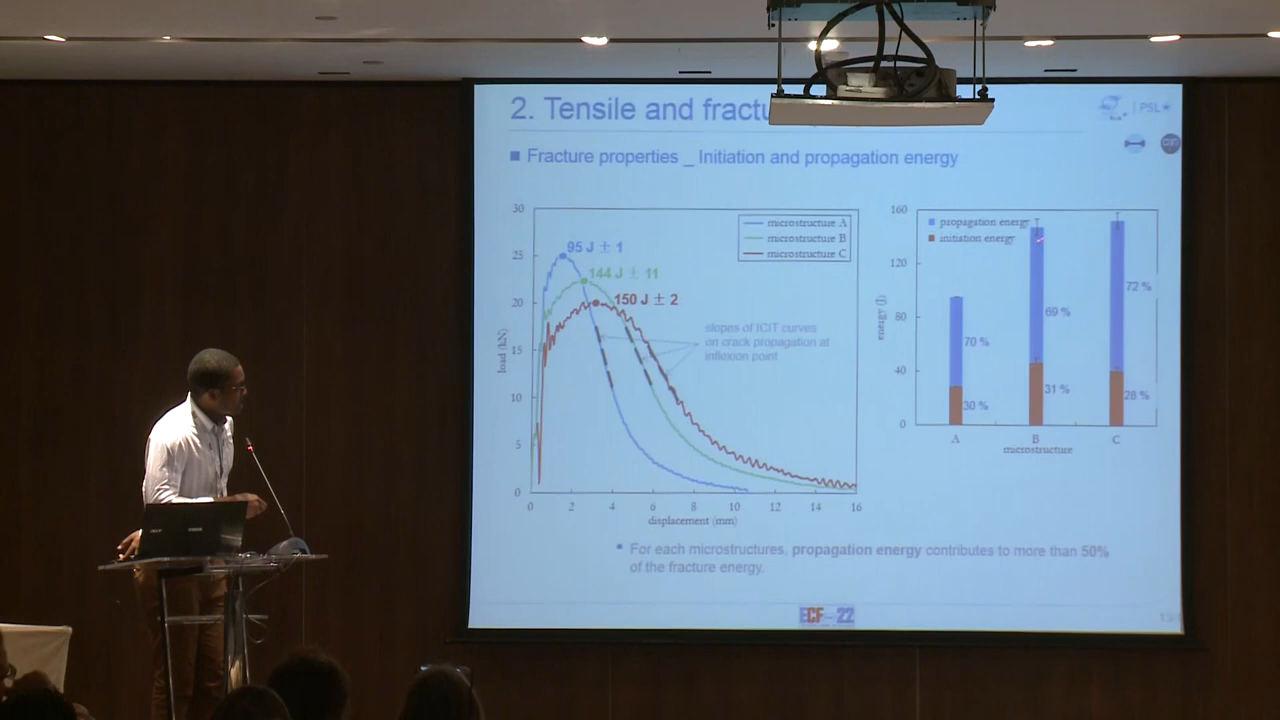 2. Tensile and fractu
PSL★
■ Fracture properties _ Initiation and propagation energy
30
25
20
15
10
5
0
load (kN)
microstructure A
microstructure B
microstructure C
95 J ± 1
144 J ± 11
150 J ± 2
slopes of ICIT curves
on crack propagation at
inflexion point
0 2 4 6 8 10 12 14 16
displacement (mm)
160
120
80
40
0
energy (J)
propagation energy
initiation energy
72 %
69 %
70 %
31 %
28 %
30 %
A B C
microstructure
▪ For each microstructures, propagation energy contributes to more than 50%
of the fracture energy.
ECF 22
acer